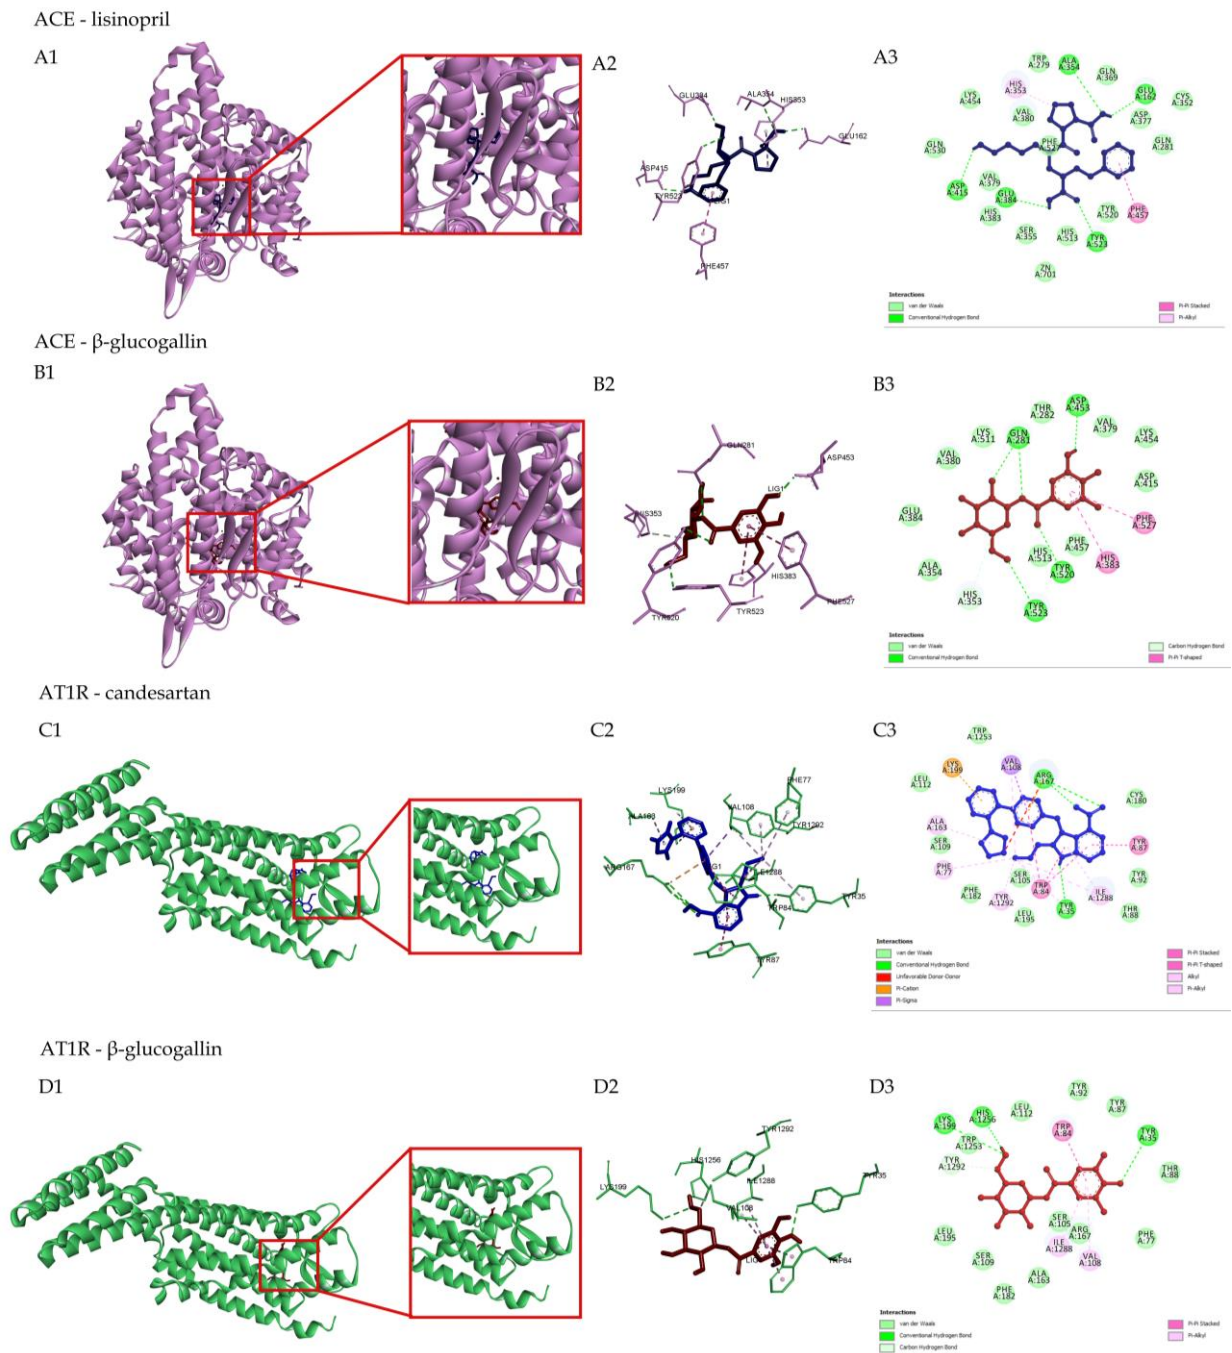 ACE - lisinopril
A1
A2
A3
GLU384
ALA354
HIS353
GLU162
ASP415
TYR523
LIG1
PHE457
TRP A:279
ALA A:354
GLN A:369
HIS A:353
GLU A:162
CYS A:352
LYS A:454
VAL A:380
ASP A:377
GLN A:530
PHE A:527
GLN A:281
VAL A:379
ASP A:415
GLU A:384
HIS A:383
TYR A:520
PHE A:457
SER A:355
HIS A:513
TYR A:523
ZN A:701
Interactions
van der Waals
Conventional Hydrogen Bond
Pi-Pi Stacked
Pi-Alkyl
ACE - β-glucogallin
B1
B2
B3
GLN281
ASP453
LIG1
HIS353
HIS383
PHE527
TYR520
TYR523
ASP A:453
THR A:282
VAL A:379
LYS A:511
GLN A:281
LYS A:454
VAL A:380
ASP A:415
GLU A:384
PHE A:527
PHE A:457
HIS A:513
HIS A:383
ALA A:354
TYR A:520
HIS A:353
TYR A:523
Interactions
van der Waals
Conventional Hydrogen Bond
Carbon Hydrogen Bond
Pi-Pi T-shaped
AT1R - candesartan
C1
C2
C3
PHE77
LYS199
VAL108
TYR1292
ARG167
ILE1288
TYR35
TRP84
TYR87
TRP A:1253
LYS A:199
VAL A:108
ARG A:167
LEU A:112
CYS A:180
ALA A:163
SER A:109
TYR A:87
PHE A:77
SER A:105
TYR A:92
PHE A:182
TYR A:1292
TRP A:84
ILE A:1288
LEU A:195
TYR A:35
THR A:88
Interactions
van der Waals
Conventional Hydrogen Bond
Unfavorable Donor-Donor
Pi-Cation
Pi-Sigma
Pi-Pi Stacked
Pi-Pi T-shaped
Alkyl
Pi-Alkyl
AT1R - β-glucogallin
D1
D2
D3
TYR1292
HIS1256
ILE1288
TYR35
LYS199
VAL108
TRP84
TYR A:92
LEU A:112
TYR A:87
HIS A:1256
LYS A:199
TRP A:84
TYR A:35
TRP A:1253
TYR A:1292
THR A:88
SER A:105
ARG A:167
LEU A:195
PHE A:77
ILE A:1288
VAL A:108
SER A:109
ALA A:163
PHE A:182
Interactions
van der Waals
Conventional Hydrogen Bond
Carbon Hydrogen Bond
Pi-Pi Stacked
Pi-Alkyl